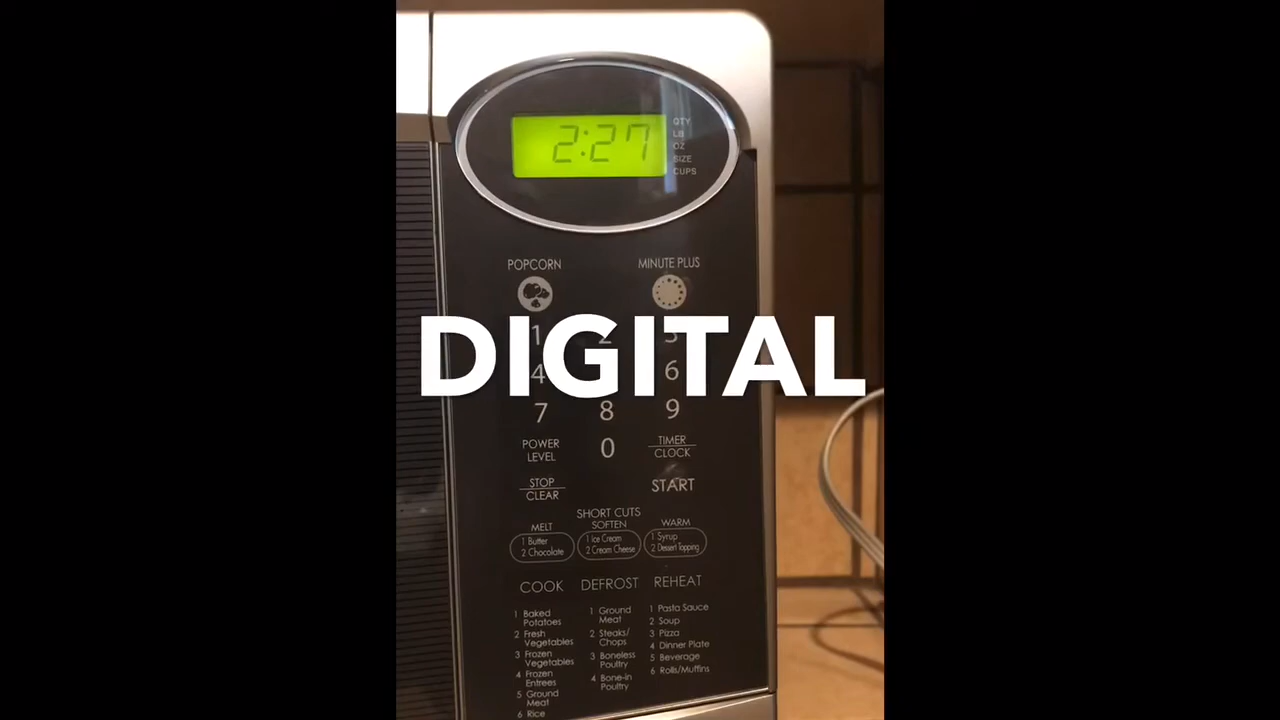 2:27
QTY
LB
OZ
SIZE
CUPS
POPCORN MINUTE PLUS
DIGITAL
1 2 3
4 6
7 8 9
POWER LEVEL 0 TIMER CLOCK
STOP CLEAR START
SHORT CUTS
MELT SOFTEN WARM
1 Butter 1 Ice Cream 1 Syrup
2 Chocolate 2 Cream Cheese 2 Dessert Topping
COOK DEFROST REHEAT
1 Baked Potatoes
2 Fresh Vegetables
3 Frozen Vegetables
4 Frozen Entrees
5 Ground Meat
6 Rice
1 Ground Meat
2 Steaks/Chops
3 Boneless Poultry
4 Bone-in Poultry
1 Pasta Sauce
2 Soup
3 Pizza
4 Dinner Plate
5 Beverage
6 Rolls/Muffins